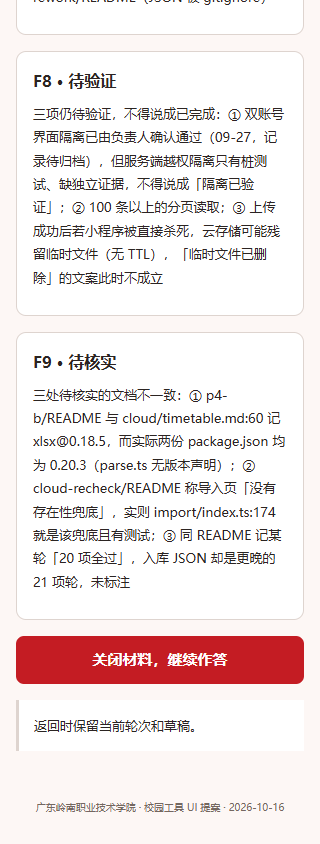 rework/README（JSON 被 gitignore）
F8 • 待验证
三项仍待验证，不得说成已完成：① 双账号
界面隔离已由负责人确认通过（09-27，记
录待归档），但服务端越权隔离只有桩测
试、缺独立证据，不得说成「隔离已验
证」；② 100 条以上的分页读取；③ 上传
成功后若小程序被直接杀死，云存储可能残
留临时文件（无 TTL），「临时文件已删
除」的文案此时不成立
F9 • 待核实
三处待核实的文档不一致：① p4-
b/README 与 cloud/timetable.md:60 记
xlsx@0.18.5，而实际两份 package.json 均
为 0.20.3（parse.ts 无版本声明）；②
cloud-recheck/README 称导入页「没有
存在性兜底」，实则 import/index.ts:174
就是该兜底且有测试；③ 同 README 记某
轮「20 项全过」，入库 JSON 却是更晚的
21 项轮，未标注
关闭材料，继续作答
返回时保留当前轮次和草稿。
广东岭南职业技术学院 · 校园工具 UI 提案 · 2026-10-16